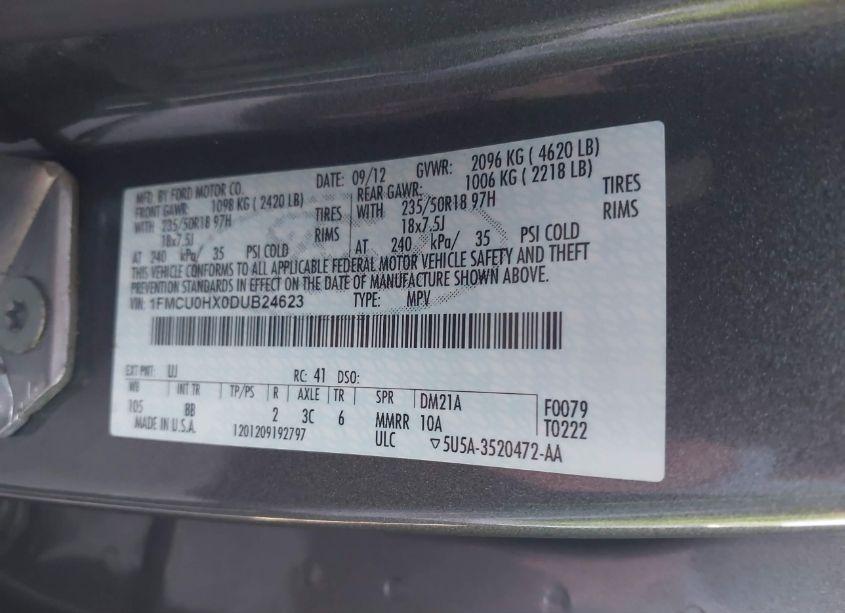 MFD. BY FORD MOTOR CO. DATE: 09/12 GVWR: 2096 KG ( 4620 LB)
FRONT GAWR: 1098 KG ( 2420 LB) REAR GAWR: 1006 KG ( 2218 LB)
WITH 235/50R18 97H TIRES WITH 235/50R18 97H TIRES
18x7.5J RIMS 18x7.5J RIMS
AT 240 kPa/ 35 PSI COLD AT 240 kPa/ 35 PSI COLD
THIS VEHICLE CONFORMS TO ALL APPLICABLE FEDERAL MOTOR VEHICLE SAFETY AND THEFT
PREVENTION STANDARDS IN EFFECT ON THE DATE OF MANUFACTURE SHOWN ABOVE.
VIN: 1FMCU0HX0DUB24623 TYPE: MPV
EXT PNT: UJ RC: 41 DSO:
WB INT TR TP/PS R AXLE TR SPR DM21A F0079
105 BB 2 3C 6 MMRR 10A T0222
MADE IN U.S.A. 1201209192797 ULC ▽5U5A-3520472-AA